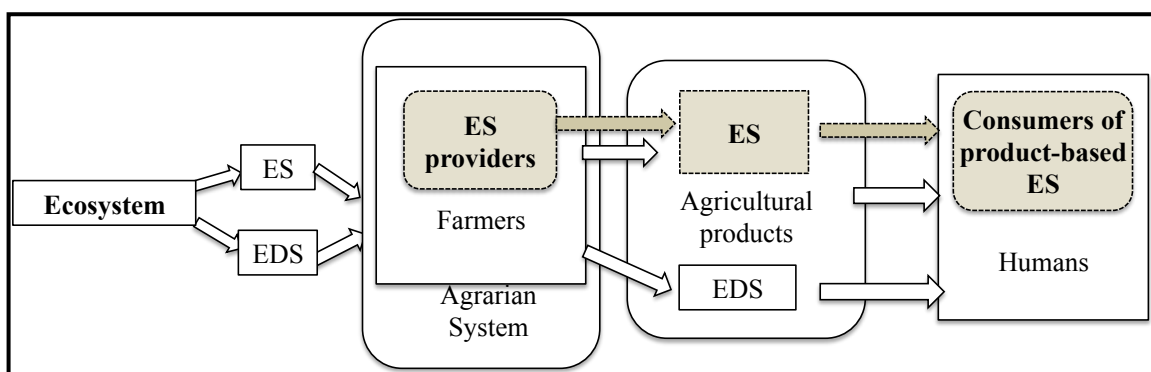 Ecosystem
ES
EDS
ES
providers
Farmers
Agrarian
System
ES
Agricultural
products
EDS
Consumers of
product-based
ES
Humans